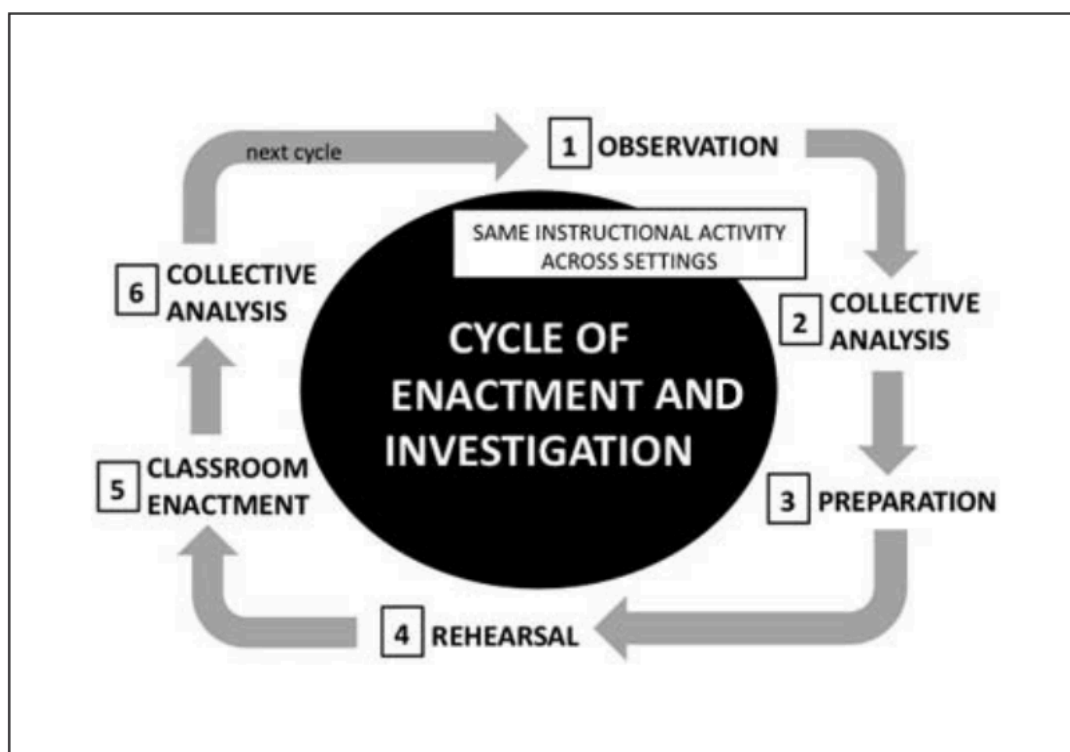 next cycle
1 OBSERVATION
SAME INSTRUCTIONAL ACTIVITY
ACROSS SETTINGS
2 COLLECTIVE
ANALYSIS
3 PREPARATION
4 REHEARSAL
5 CLASSROOM
ENACTMENT
6 COLLECTIVE
ANALYSIS
CYCLE OF
ENACTMENT AND
INVESTIGATION